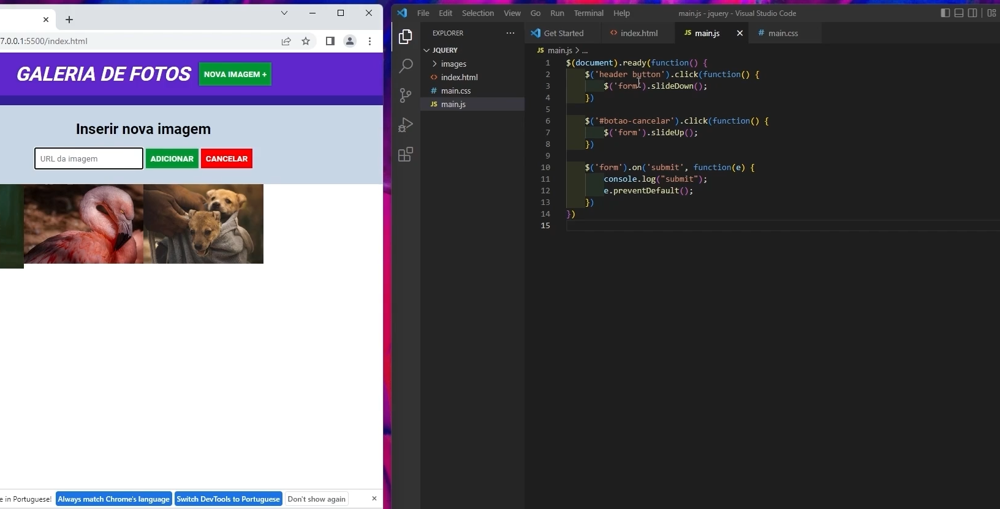 7.0.0.1:5500/index.html
GALERIA DE FOTOS
NOVA IMAGEM +
Inserir nova imagem
URL da imagem
ADICIONAR
CANCELAR
e in Portuguese!
Always match Chrome's language
Switch DevTools to Portuguese
Don't show again
File Edit Selection View Go Run Terminal Help
main.js - jquery - Visual Studio Code
EXPLORER
JQUERY
images
index.html
# main.css
JS main.js
Get Started
index.html
JS main.js
# main.css
JS main.js > ...
1 $(document).ready(function() {
2 $('header button').click(function() {
3 $('form').slideDown();
4 })
5
6 $('#botao-cancelar').click(function() {
7 $('form').slideUp();
8 })
9
10 $('form').on('submit', function(e) {
11 console.log("submit");
12 e.preventDefault();
13 })
14 })
15